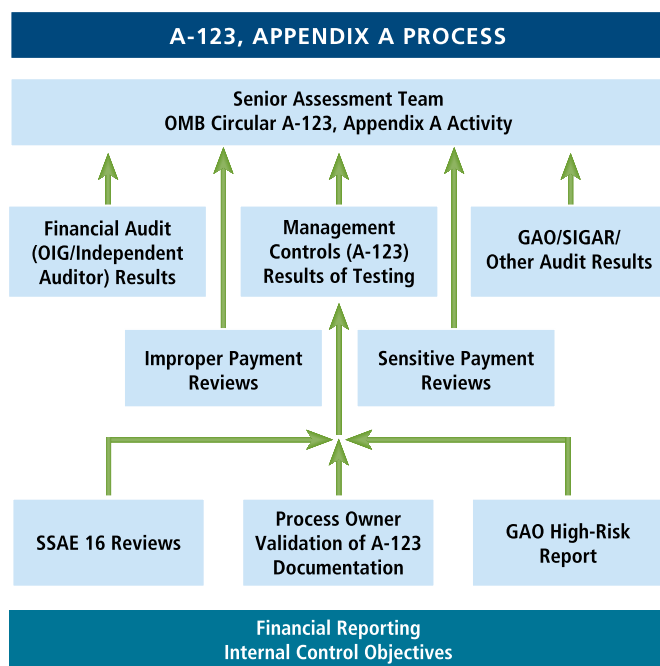 A-123, APPENDIX A PROCESS
Senior Assessment Team
OMB Circular A-123, Appendix A Activity
Financial Audit
(OIG/Independent
Auditor) Results
Management
Controls (A-123)
Results of Testing
GAO/SIGAR/
Other Audit Results
Improper Payment
Reviews
Sensitive Payment
Reviews
SSAE 16 Reviews
Process Owner
Validation of A-123
Documentation
GAO High-Risk
Report
Financial Reporting
Internal Control Objectives